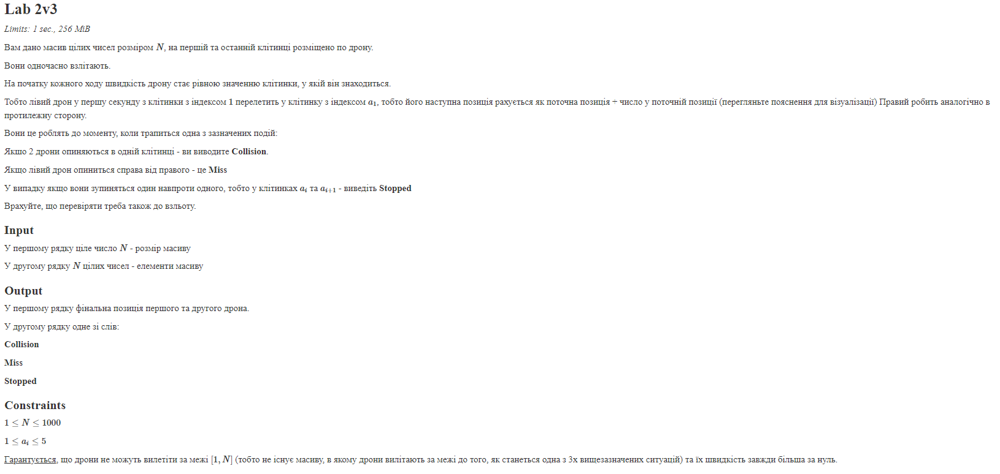 Lab 2v3
Limits: 1 sec., 256 MiB
Вам дано масив цілих чисел розміром N, на першій та останній клітинці розміщено по дрону.
Вони одночасно взлітають.
На початку кожного ходу швидкість дрону стає рівною значенню клітинки, у якій він знаходиться.
Тобто лівий дрон у першу секунду з клітинки з індексом 1 перелетить у клітинку з індексом a₁, тобто його наступна позиція рахується як поточна позиція + число у поточній позиції (перегляньте пояснення для візуалізації) Правий робить аналогічно в
протилежну сторону.
Вони це роблять до моменту, коли трапиться одна з зазначених подій:
Якшо 2 дрони опиняються в одній клітинці - ви виводите Collision.
Якщо лівий дрон опиниться справа від правого - це Miss
У випадку якщо вони зупиняться один навпроти одного, тобто у клітинках aᵢ та aᵢ₊₁ - виведіть Stopped
Врахуйте, що перевіряти треба також до взльоту.
Input
У першому рядку ціле число N - розмір масиву
У другому рядку N цілих чисел - елементи масиву
Output
У першому рядку фінальна позиція першого та другого дрона.
У другому рядку одне зі слів:
Collision
Miss
Stopped
Constraints
1 ≤ N ≤ 1000
1 ≤ aᵢ ≤ 5
Гарантується, що дрони не можуть вилетіти за межі [1, N] (тобто не існує масиву, в якому дрони вилітають за межі до того, як станеться одна з 3х вищезазначених ситуацій) та їх швидкість завжди більша за нуль.